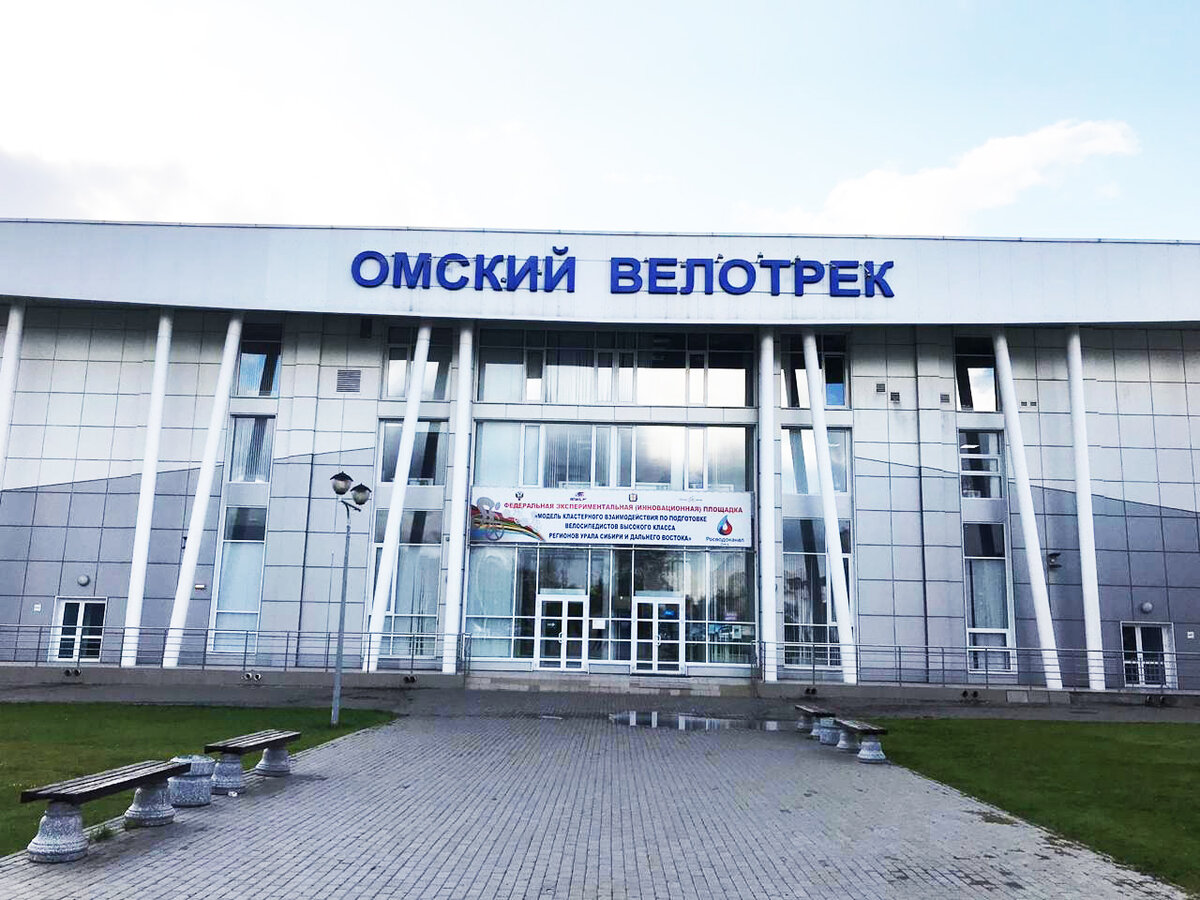 ОМСКИЙ ВЕЛОТРЕК
ФЕДЕРАЛЬНАЯ ЭКСПЕРИМЕНТАЛЬНАЯ (ИННОВАЦИОННАЯ) ПЛОЩАДКА
«МОДЕЛЬ КЛАСТЕРНОГО ВЗАИМОДЕЙСТВИЯ ПО ПОДГОТОВКЕ
ВЕЛОСИПЕДИСТОВ ВЫСОКОГО КЛАССА
РЕГИОНОВ УРАЛА СИБИРИ И ДАЛЬНЕГО ВОСТОКА»
Росводоканал